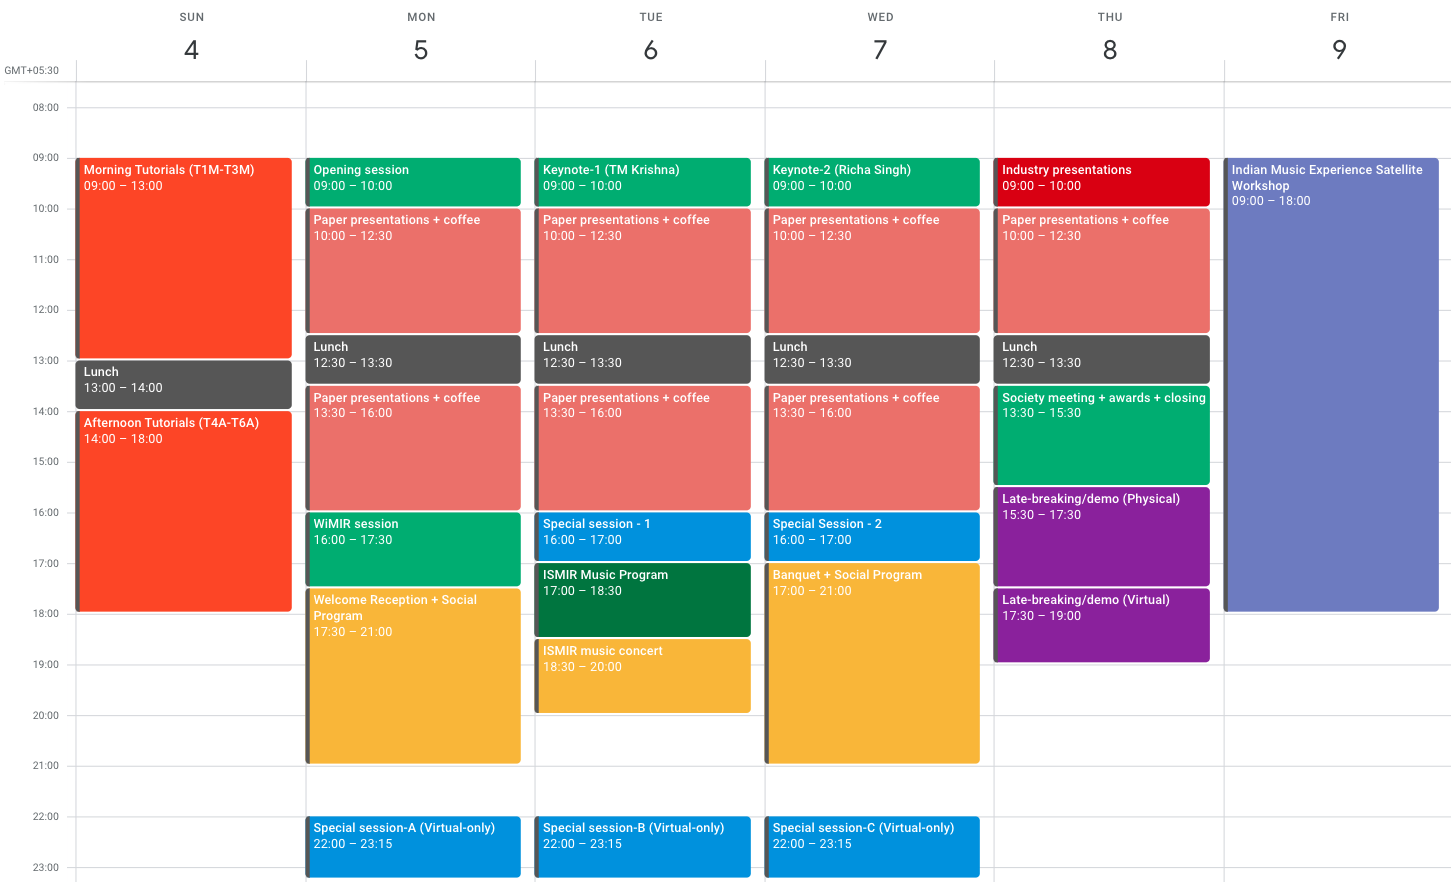 SUN
MON
TUE
WED
THU
FRI
4
5
6
7
8
9
GMT+05:30
08:00
09:00
10:00
11:00
12:00
13:00
14:00
15:00
16:00
17:00
18:00
19:00
20:00
21:00
22:00
23:00
Morning Tutorials (T1M-T3M)
09:00 – 13:00
Lunch
13:00 – 14:00
Afternoon Tutorials (T4A-T6A)
14:00 – 18:00
Opening session
09:00 – 10:00
Paper presentations + coffee
10:00 – 12:30
Lunch
12:30 – 13:30
Paper presentations + coffee
13:30 – 16:00
WiMIR session
16:00 – 17:30
Welcome Reception + Social
Program
17:30 – 21:00
Special session-A (Virtual-only)
22:00 – 23:15
Keynote-1 (TM Krishna)
09:00 – 10:00
Paper presentations + coffee
10:00 – 12:30
Lunch
12:30 – 13:30
Paper presentations + coffee
13:30 – 16:00
Special session - 1
16:00 – 17:00
ISMIR Music Program
17:00 – 18:30
ISMIR music concert
18:30 – 20:00
Special session-B (Virtual-only)
22:00 – 23:15
Keynote-2 (Richa Singh)
09:00 – 10:00
Paper presentations + coffee
10:00 – 12:30
Lunch
12:30 – 13:30
Paper presentations + coffee
13:30 – 16:00
Special Session - 2
16:00 – 17:00
Banquet + Social Program
17:00 – 21:00
Special session-C (Virtual-only)
22:00 – 23:15
Industry presentations
09:00 – 10:00
Paper presentations + coffee
10:00 – 12:30
Lunch
12:30 – 13:30
Society meeting + awards + closing
13:30 – 15:30
Late-breaking/demo (Physical)
15:30 – 17:30
Late-breaking/demo (Virtual)
17:30 – 19:00
Indian Music Experience Satellite
Workshop
09:00 – 18:00